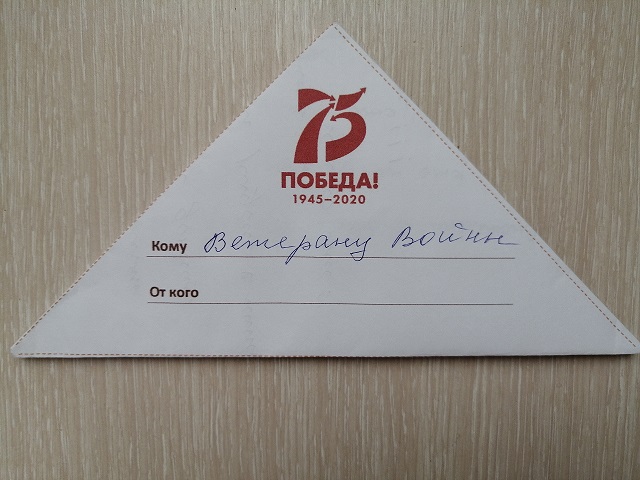 75
ПОБЕДА!
1945–2020
Кому Ветерану Войны
От кого